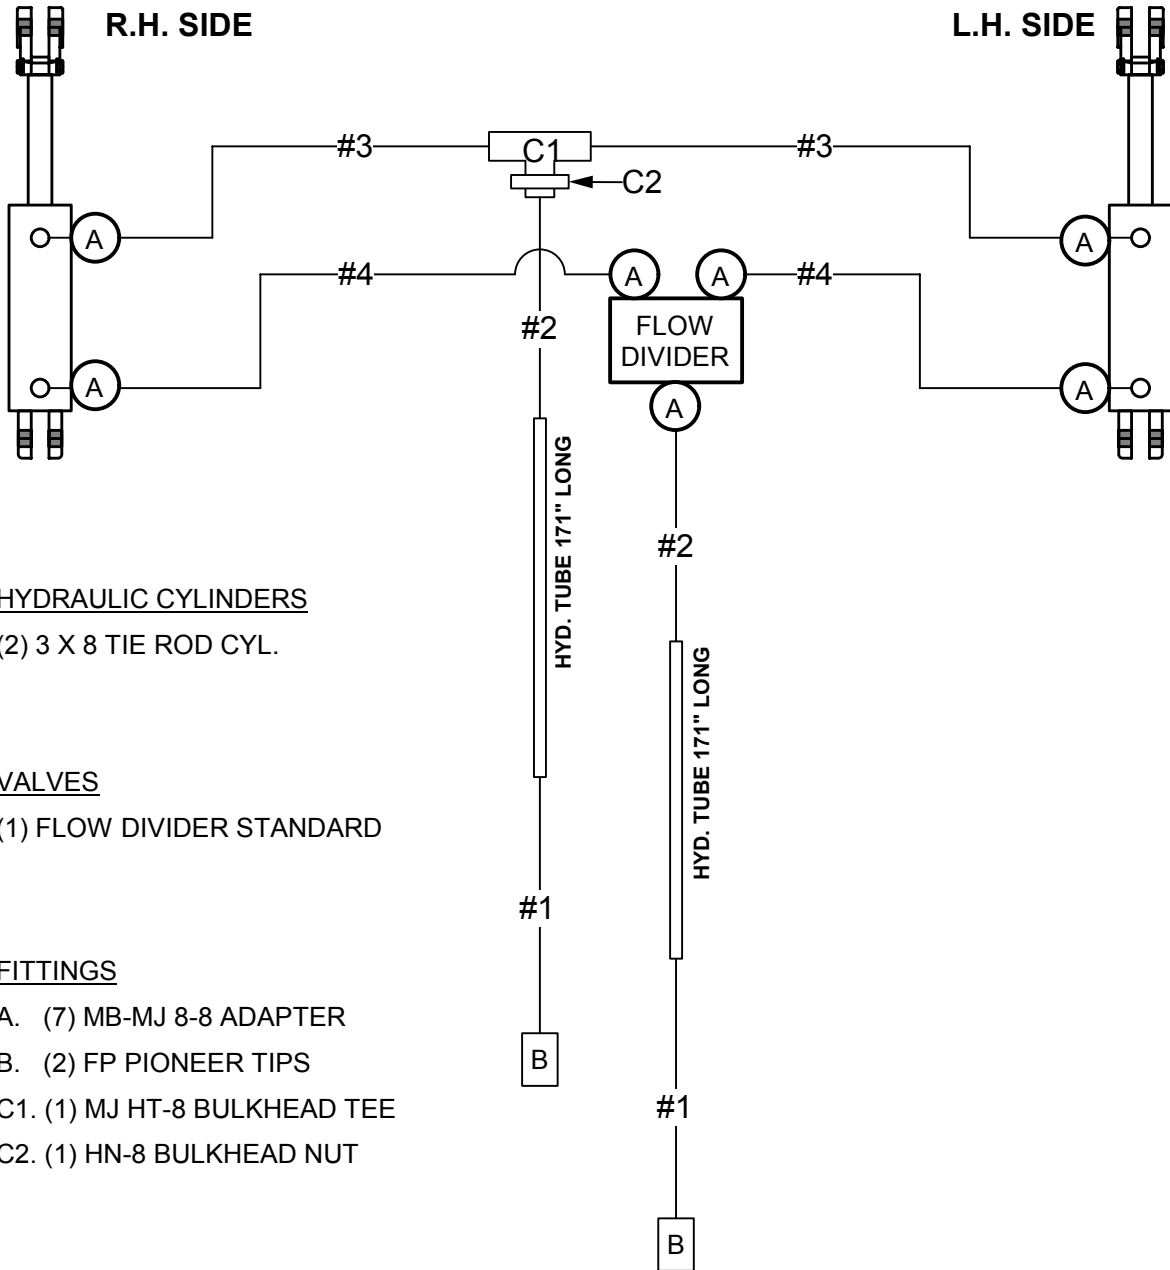 R.H. SIDE
L.H. SIDE
#3
C1
#3
C2
A
A
#4
A
A
#4
#2
FLOW
DIVIDER
A
A
A
HYD. TUBE 171" LONG
#2
HYDRAULIC CYLINDERS
(2) 3 X 8 TIE ROD CYL.
HYD. TUBE 171" LONG
VALVES
(1) FLOW DIVIDER STANDARD
#1
FITTINGS
A. (7) MB-MJ 8-8 ADAPTER
B. (2) FP PIONEER TIPS
C1. (1) MJ HT-8 BULKHEAD TEE
C2. (1) HN-8 BULKHEAD NUT
B
#1
B